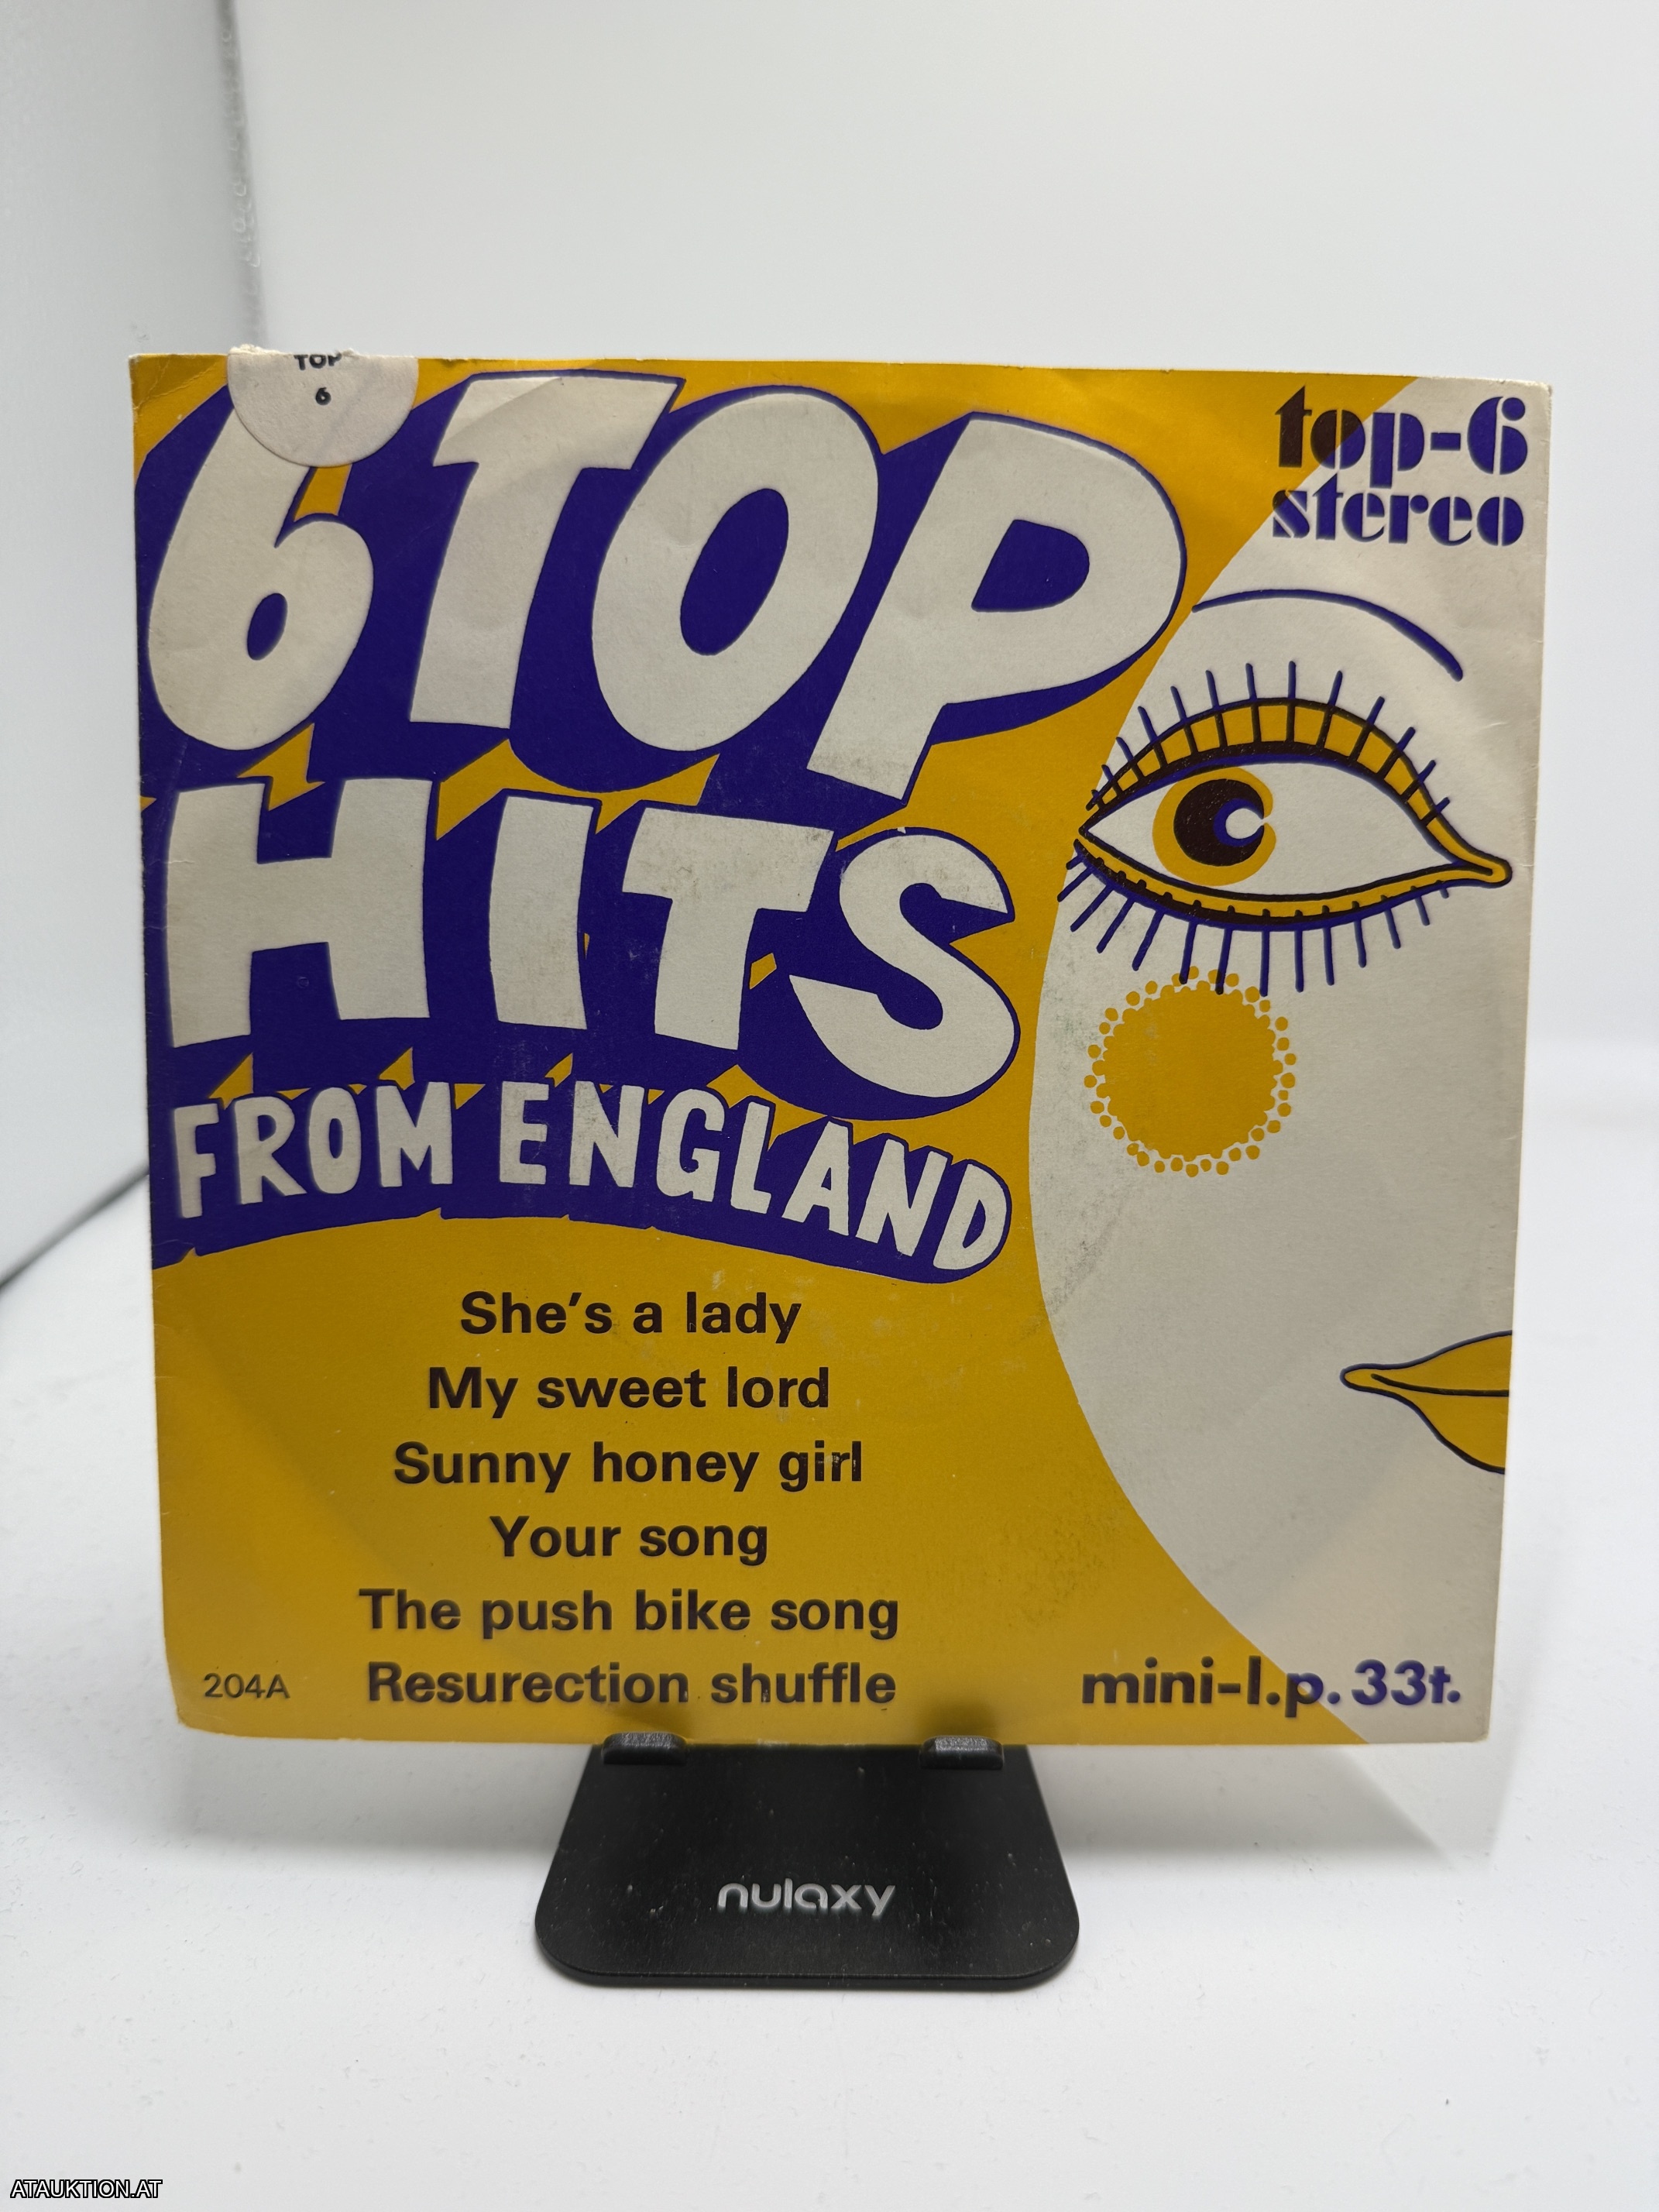 TOP
6
6 TOP
HITS
FROM ENGLAND
top-6
stereo
She's a lady
My sweet lord
Sunny honey girl
Your song
The push bike song
Resurection shuffle
204A
mini-l.p. 33t.
nulaxy
ATAUKTION.AT